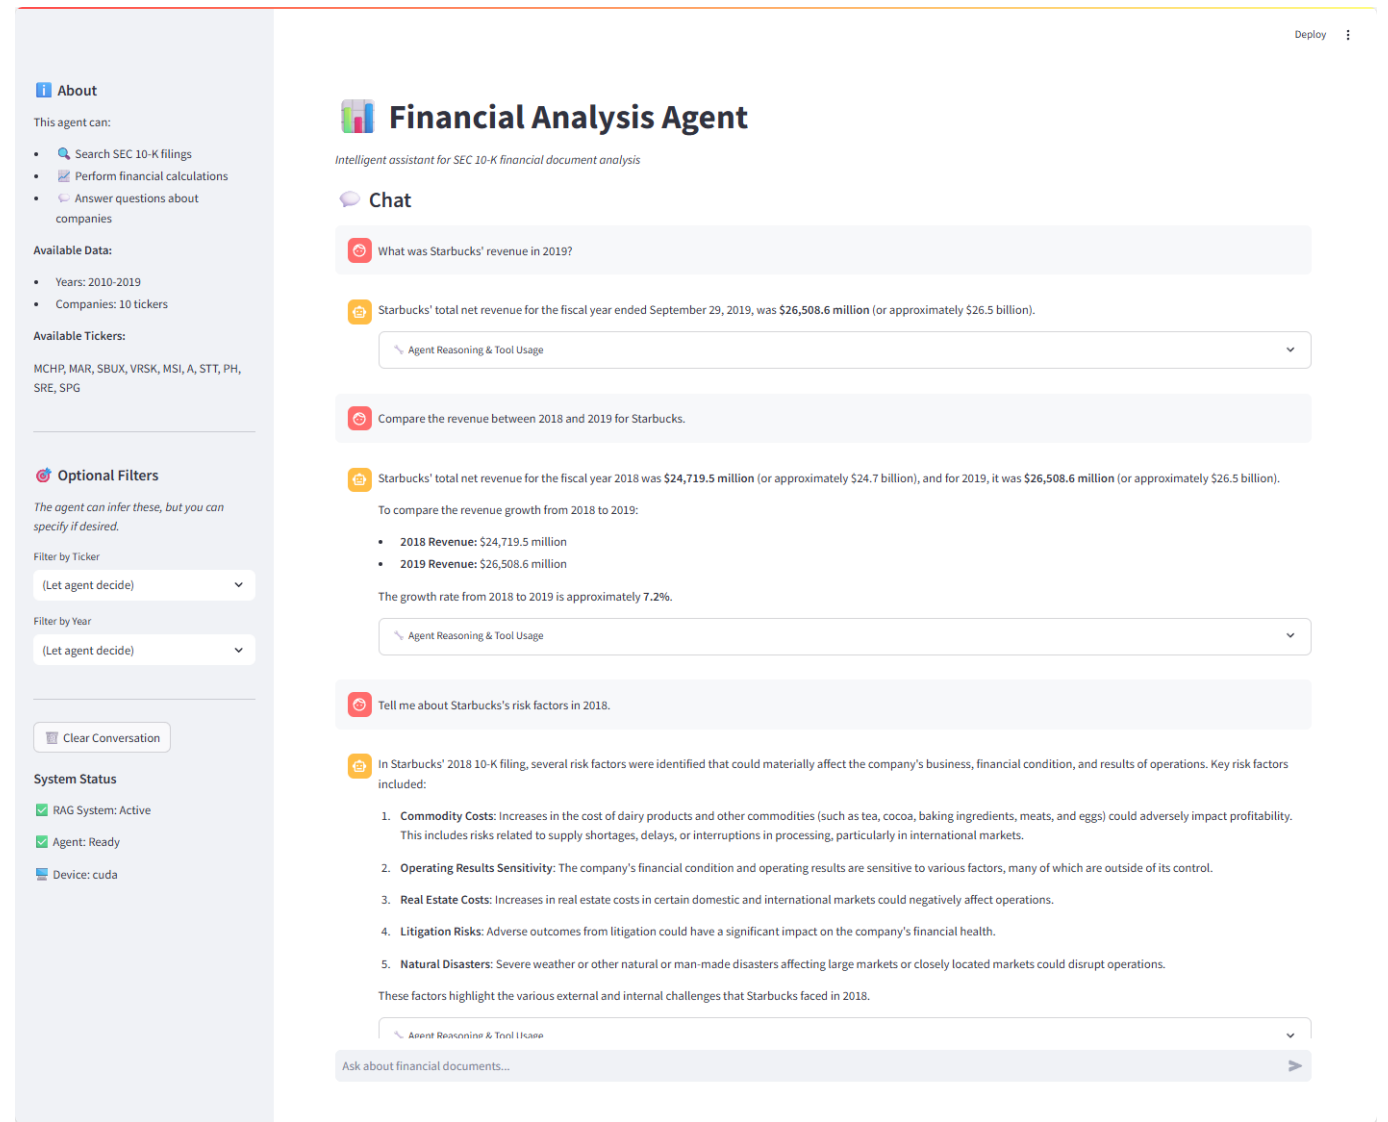 Deploy
About
This agent can:
Search SEC 10-K filings
Perform financial calculations
Answer questions about
companies
Available Data:
Years: 2010-2019
Companies: 10 tickers
Available Tickers:
MCHP, MAR, SBUX, VRSK, MSI, A, STT, PH,
SRE, SPG
Optional Filters
The agent can infer these, but you can
specify if desired.
Filter by Ticker
(Let agent decide)
Filter by Year
(Let agent decide)
Clear Conversation
System Status
RAG System: Active
Agent: Ready
Device: cuda
Financial Analysis Agent
Intelligent assistant for SEC 10-K financial document analysis
Chat
What was Starbucks' revenue in 2019?
Starbucks' total net revenue for the fiscal year ended September 29, 2019, was $26,508.6 million (or approximately $26.5 billion).
Agent Reasoning & Tool Usage
Compare the revenue between 2018 and 2019 for Starbucks.
Starbucks' total net revenue for the fiscal year 2018 was $24,719.5 million (or approximately $24.7 billion), and for 2019, it was $26,508.6 million (or approximately $26.5 billion).
To compare the revenue growth from 2018 to 2019:
2018 Revenue: $24,719.5 million
2019 Revenue: $26,508.6 million
The growth rate from 2018 to 2019 is approximately 7.2%.
Agent Reasoning & Tool Usage
Tell me about Starbucks's risk factors in 2018.
In Starbucks' 2018 10-K filing, several risk factors were identified that could materially affect the company's business, financial condition, and results of operations. Key risk factors
included:
1. Commodity Costs: Increases in the cost of dairy products and other commodities (such as tea, cocoa, baking ingredients, meats, and eggs) could adversely impact profitability.
This includes risks related to supply shortages, delays, or interruptions in processing, particularly in international markets.
2. Operating Results Sensitivity: The company's financial condition and operating results are sensitive to various factors, many of which are outside of its control.
3. Real Estate Costs: Increases in real estate costs in certain domestic and international markets could negatively affect operations.
4. Litigation Risks: Adverse outcomes from litigation could have a significant impact on the company's financial health.
5. Natural Disasters: Severe weather or other natural or man-made disasters affecting large markets or closely located markets could disrupt operations.
These factors highlight the various external and internal challenges that Starbucks faced in 2018.
Agent Reasoning & Tool Usage
Ask about financial documents...